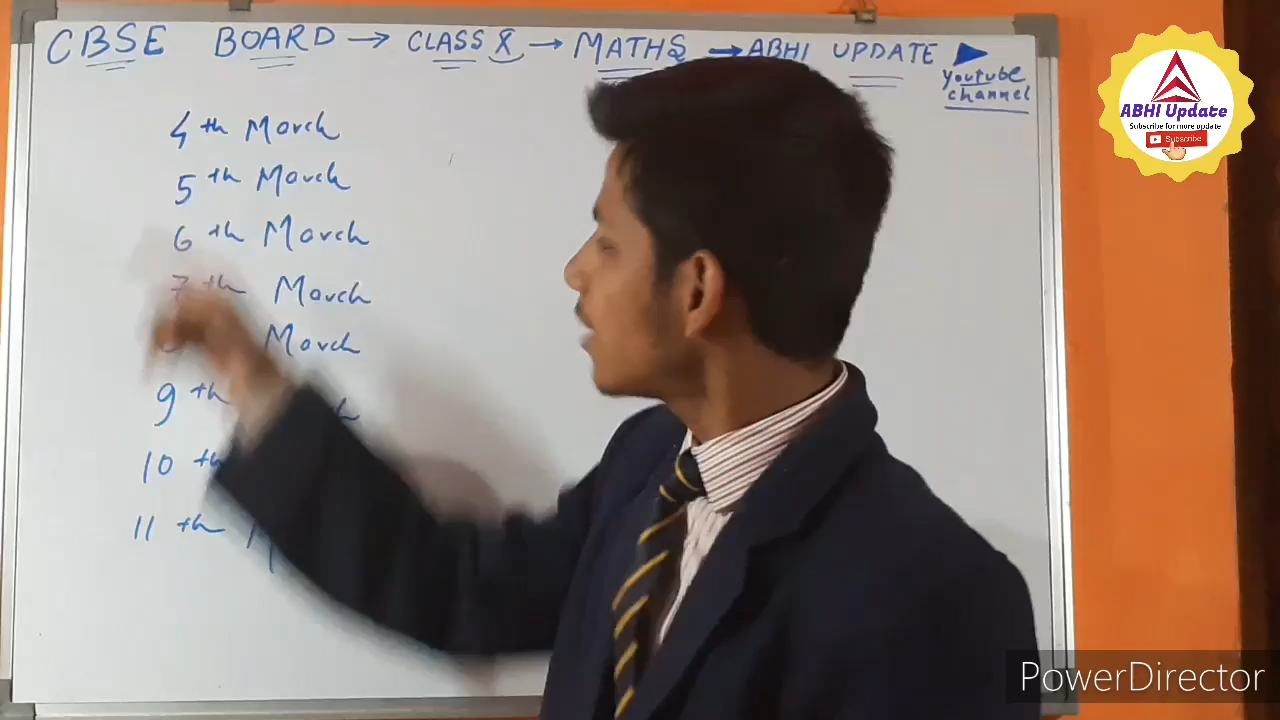 CBSE BOARD → CLASS X → MATHS → ABHI UPDATE
Youtube channel
4 th March
5 th March
6 th March
7 th March
March
9 th
10 th
11 th
ABHI Update
Subscribe for more update
Subscribe
PowerDirector